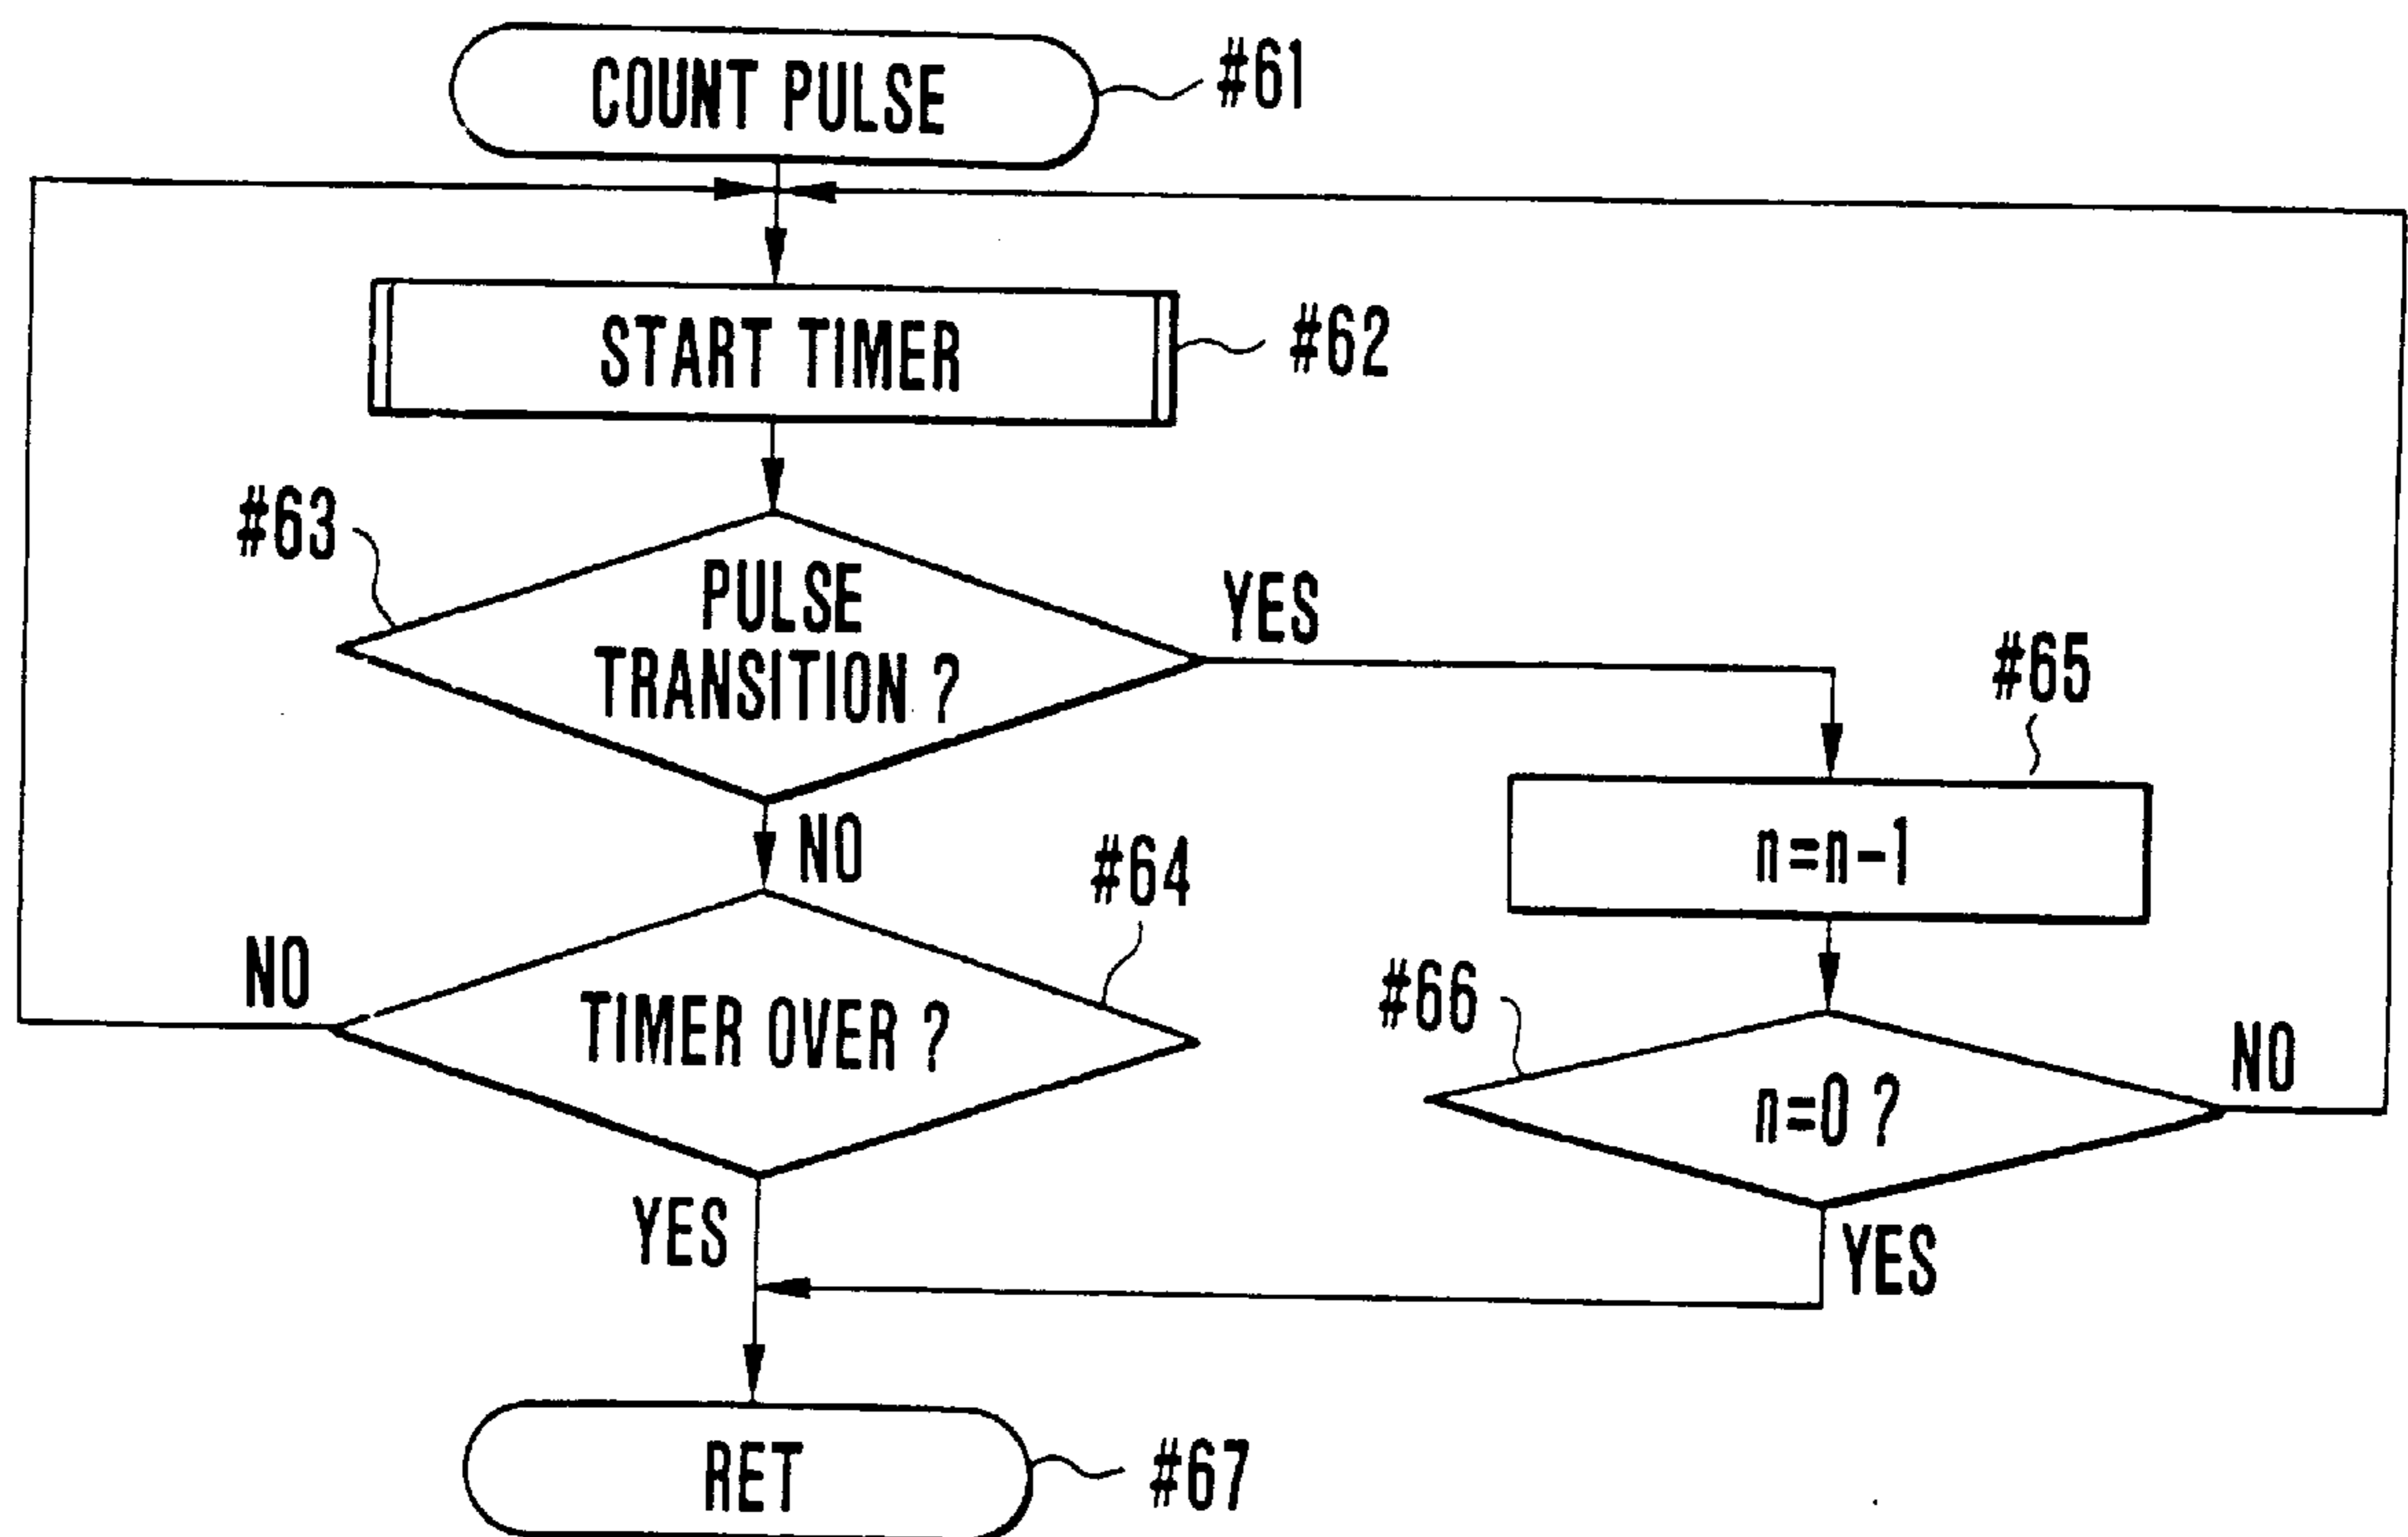 COUNT PULSE
#61
START TIMER
#62
#63
PULSE
TRANSITION ?
YES
NO
#65
n=n-1
#64
TIMER OVER ?
NO
YES
#66
n=0 ?
NO
YES
RET
#67